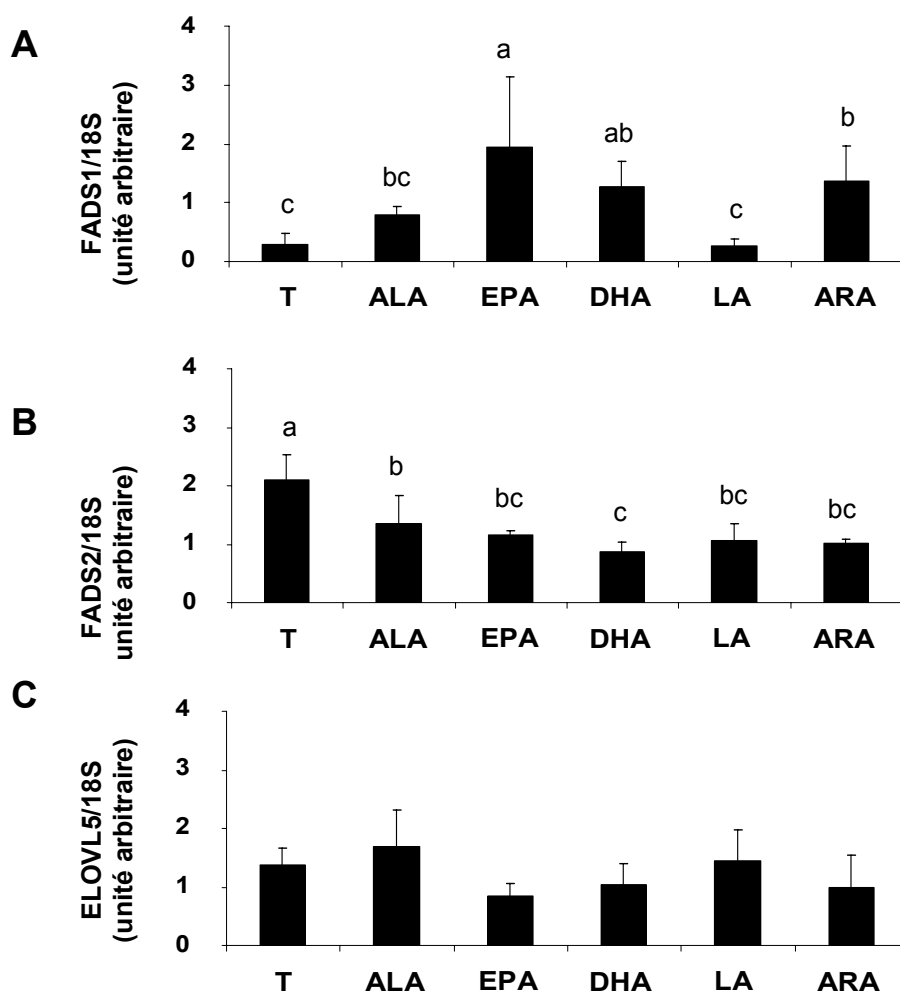 A
FADS1/18S
(unité arbitraire)
4
3
2
1
0
c
bc
a
ab
c
b
T ALA EPA DHA LA ARA
B
FADS2/18S
unité arbitraire)
4
3
2
1
0
a
b
bc
c
bc
bc
T ALA EPA DHA LA ARA
C
ELOVL5/18S
(unité arbitraire)
4
3
2
1
0
T ALA EPA DHA LA ARA